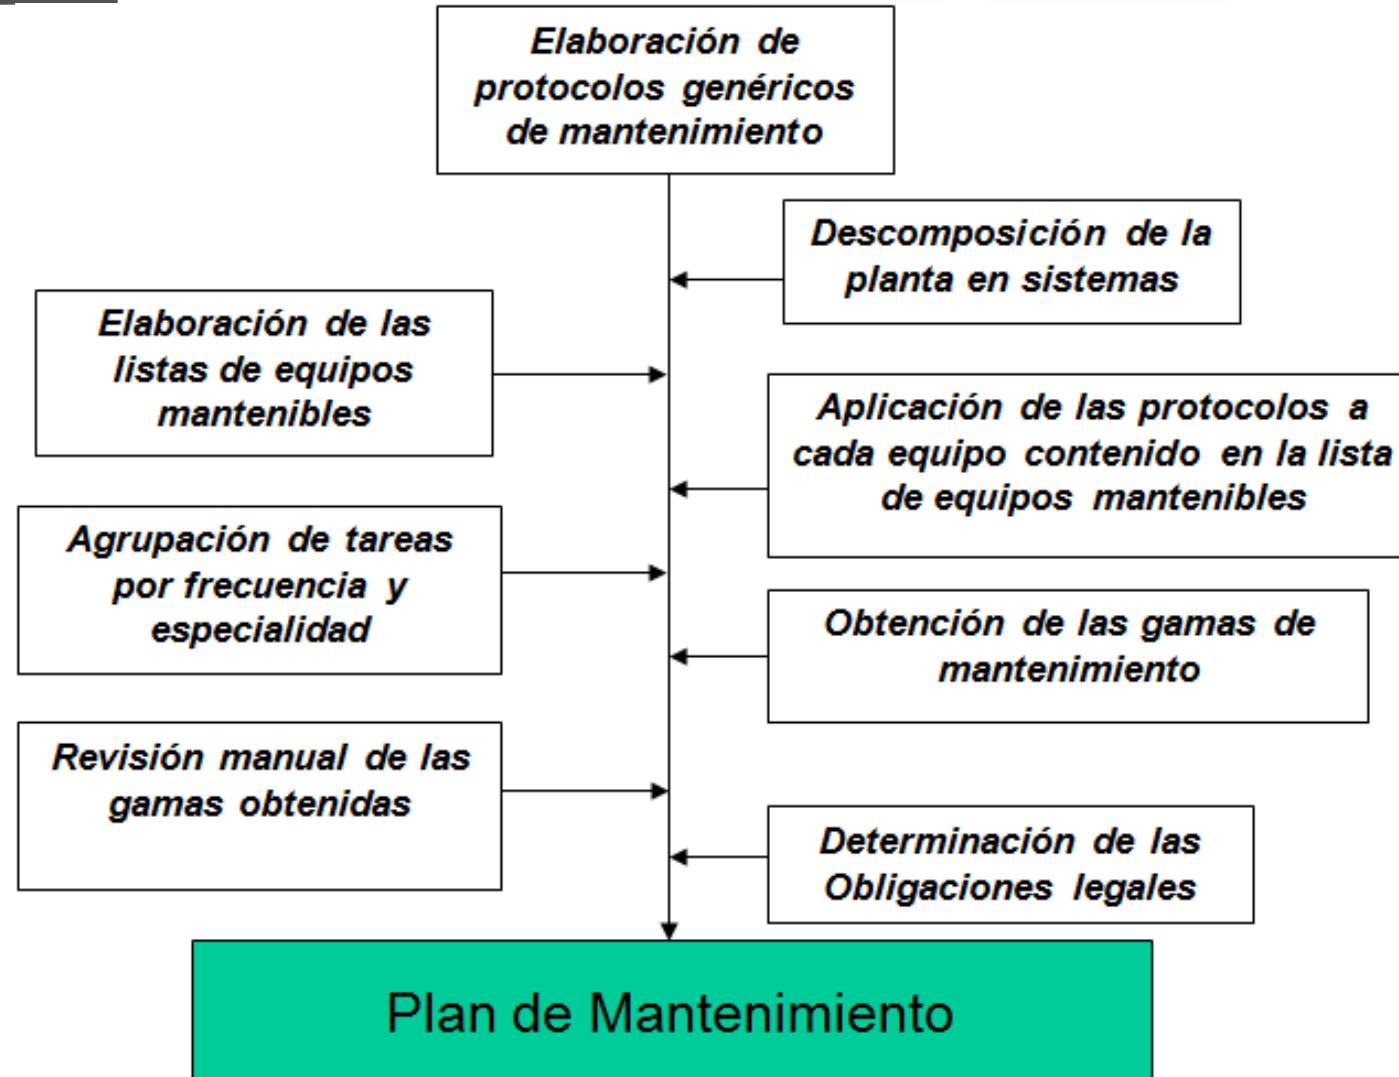 Elaboración de
protocolos genéricos
de mantenimiento
Descomposición de la
planta en sistemas
Elaboración de las
listas de equipos
mantenibles
Aplicación de las protocolos a
cada equipo contenido en la lista
de equipos mantenibles
Agrupación de tareas
por frecuencia y
especialidad
Obtención de las gamas de
mantenimiento
Revisión manual de las
gamas obtenidas
Determinación de las
Obligaciones legales
Plan de Mantenimiento